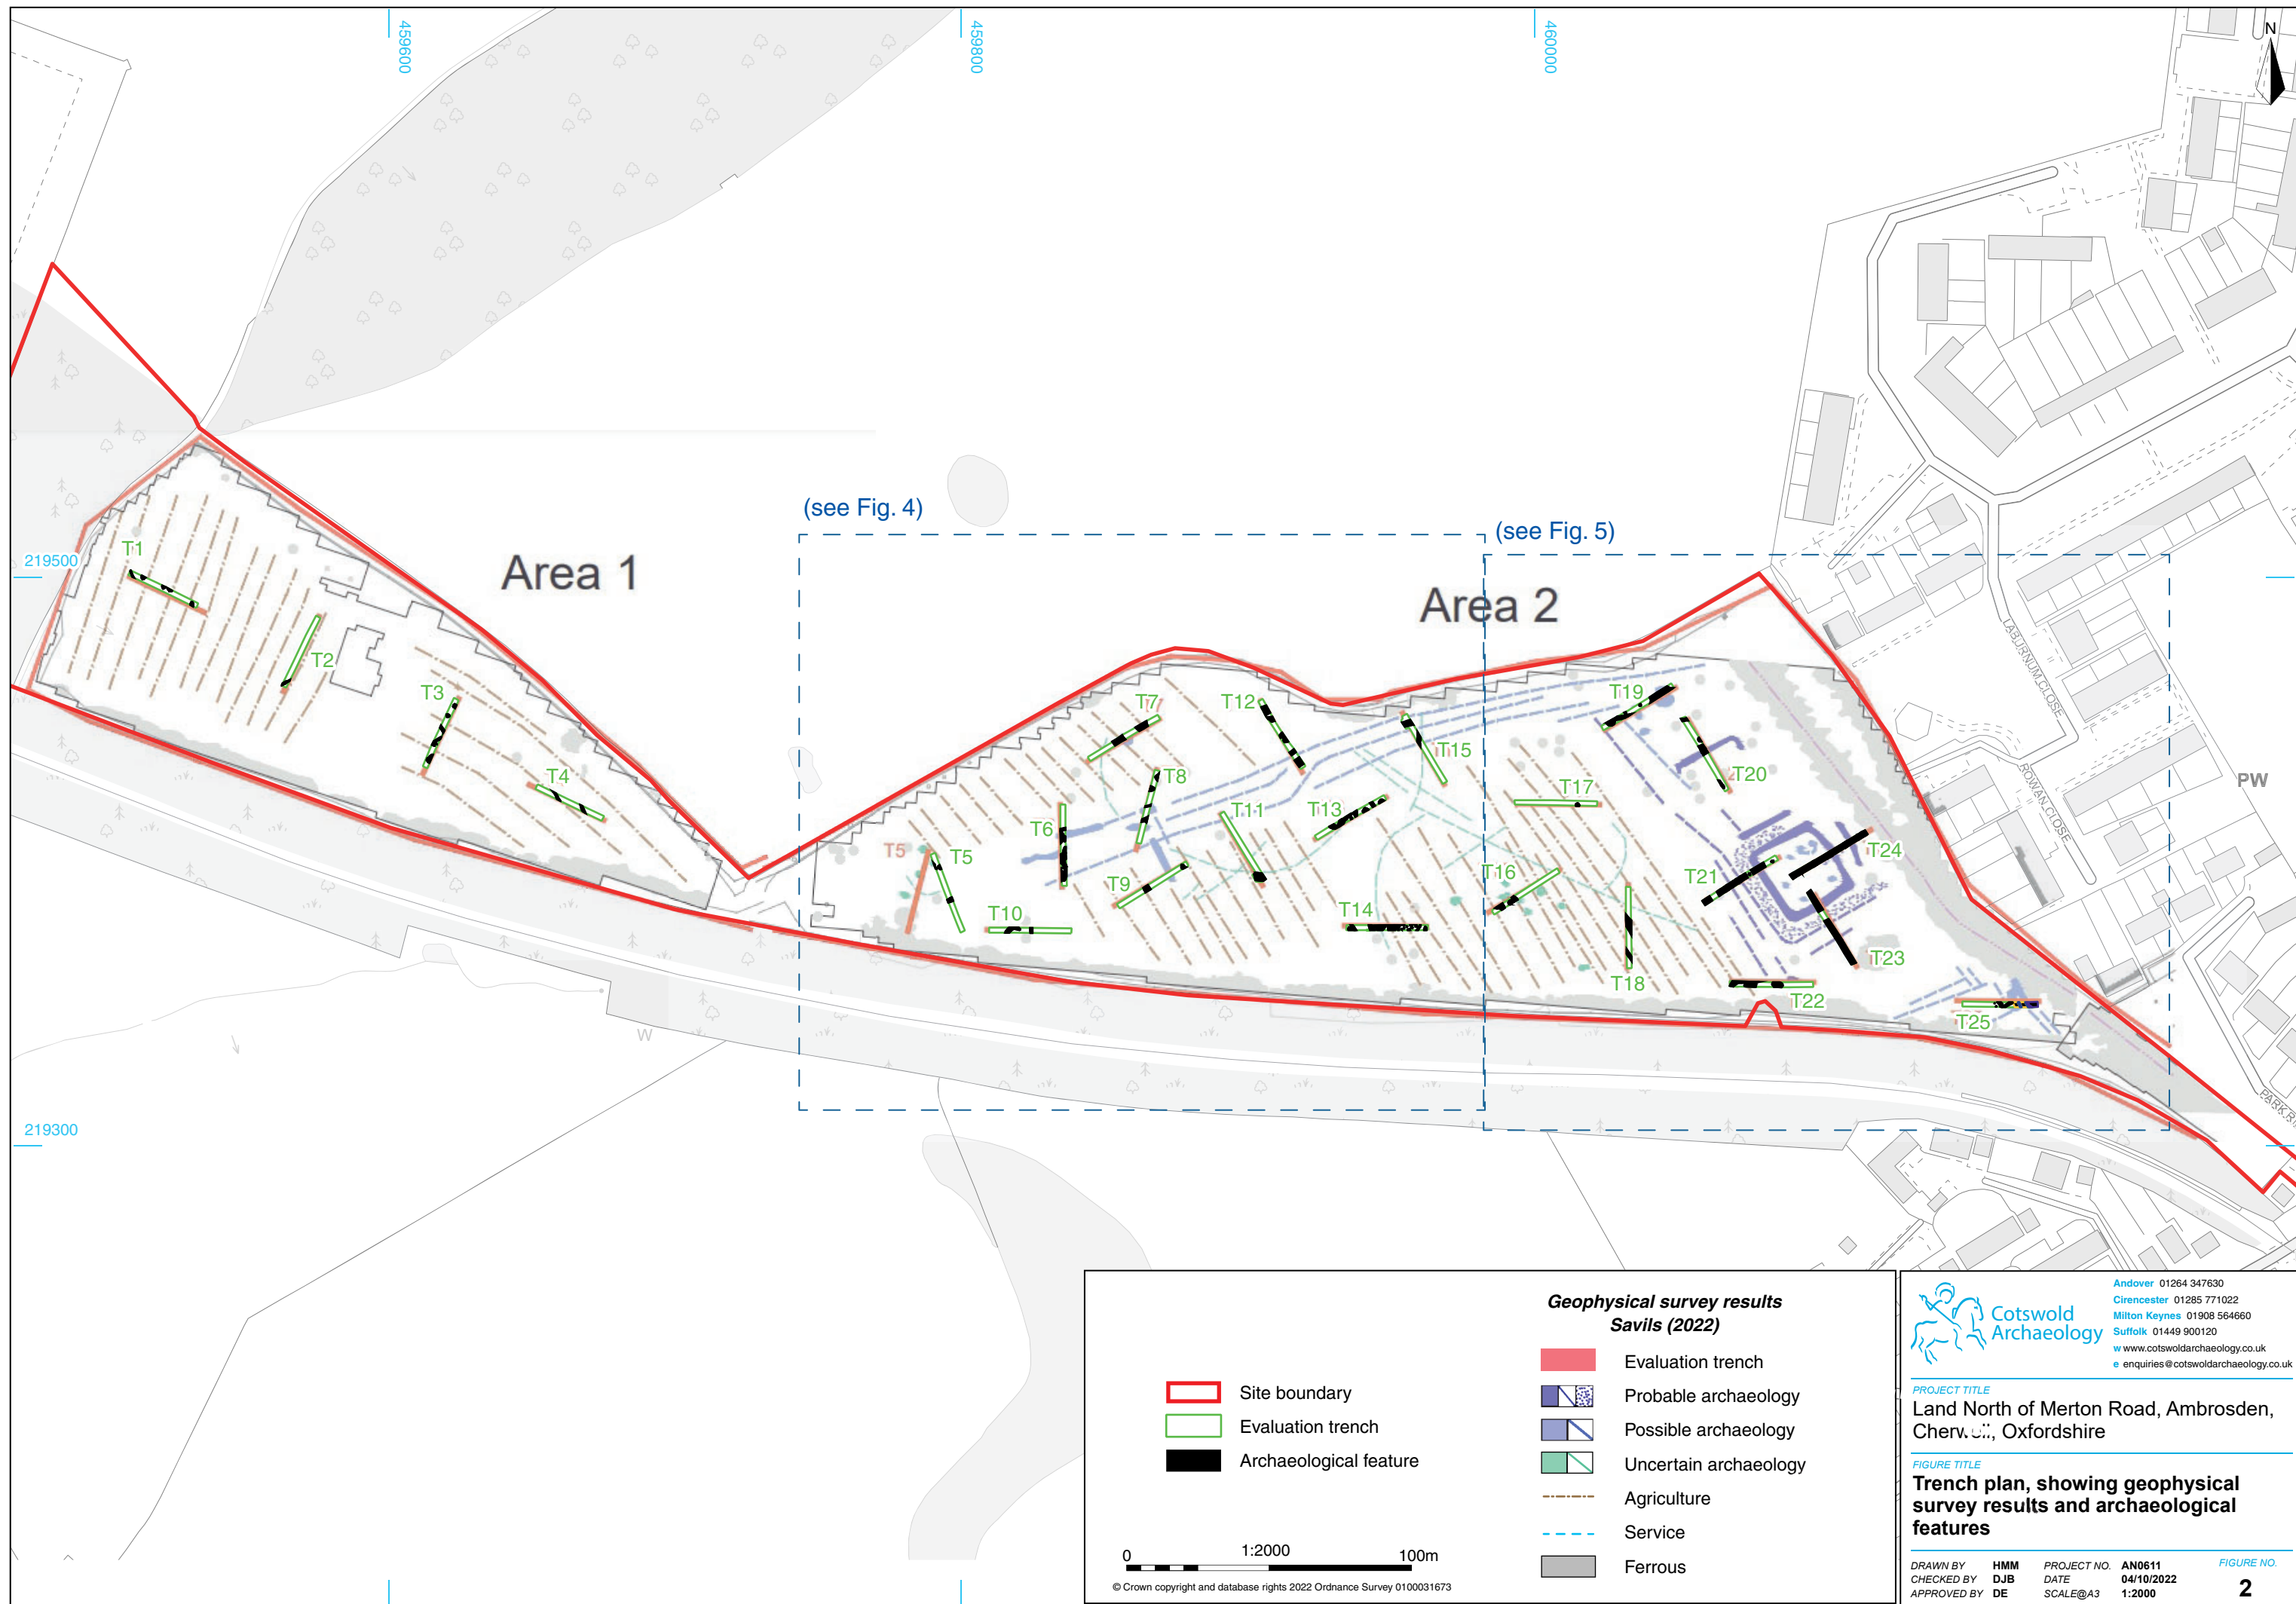 459600
459800
460000
N
(see Fig. 4)
(see Fig. 5)
219500
Area 1
Area 2
T1
T2
T3
T4
T5
T5
T6
T7
T8
T9
T10
T11
T12
T13
T14
T15
T16
T17
T18
T19
T20
T21
T22
T23
T24
T25
LABURNUM CLOSE
ROWAN CLOSE
PW
W
219300
Site boundary
Evaluation trench
Archaeological feature
0 1:2000 100m
© Crown copyright and database rights 2022 Ordnance Survey 0100031673
Geophysical survey results
Savils (2022)
Evaluation trench
Probable archaeology
Possible archaeology
Uncertain archaeology
Agriculture
Service
Ferrous
Cotswold
Archaeology
Andover 01264 347630
Cirencester 01285 771022
Milton Keynes 01908 564660
Suffolk 01449 900120
w www.cotswoldarchaeology.co.uk
e enquiries@cotswoldarchaeology.co.uk
PROJECT TITLE
Land North of Merton Road, Ambrosden,
Cherwell, Oxfordshire
FIGURE TITLE
Trench plan, showing geophysical
survey results and archaeological
features
DRAWN BY HMM PROJECT NO. AN0611 FIGURE NO.
CHECKED BY DJB DATE 04/10/2022
APPROVED BY DE SCALE@A3 1:2000 2